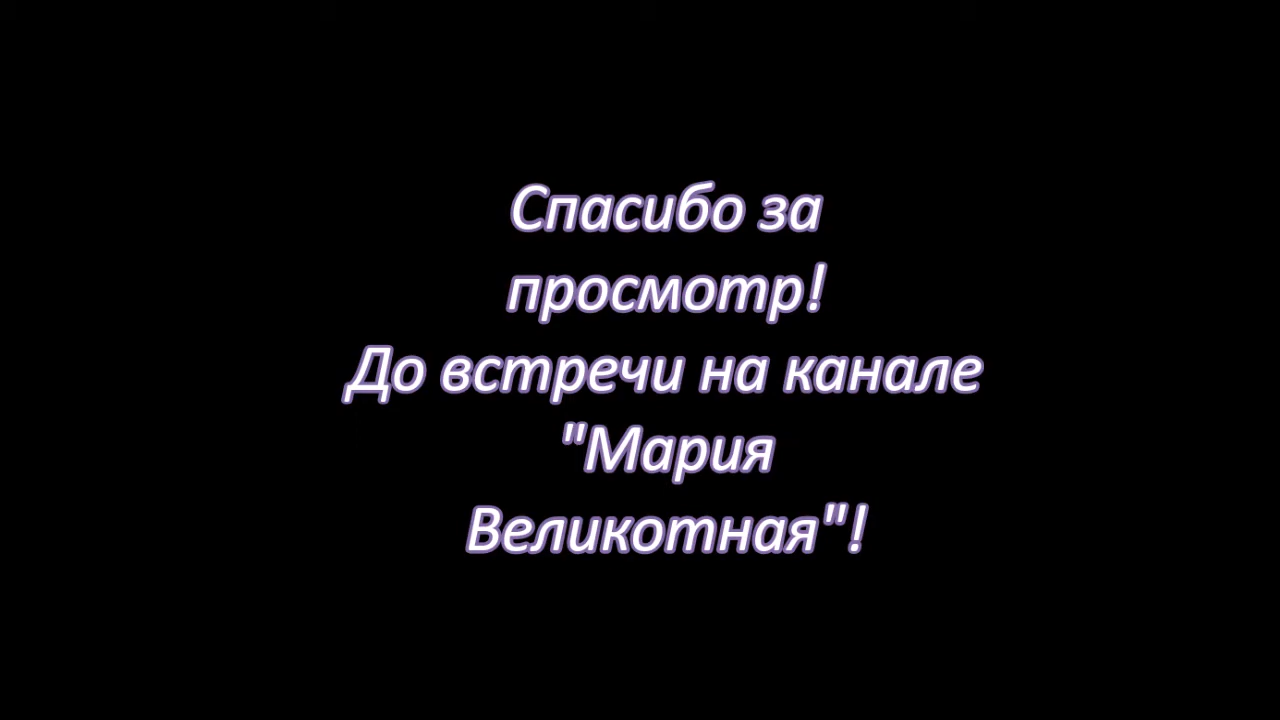 Спасибо за
просмотр!
До встречи на канале
"Мария
Великотная"!